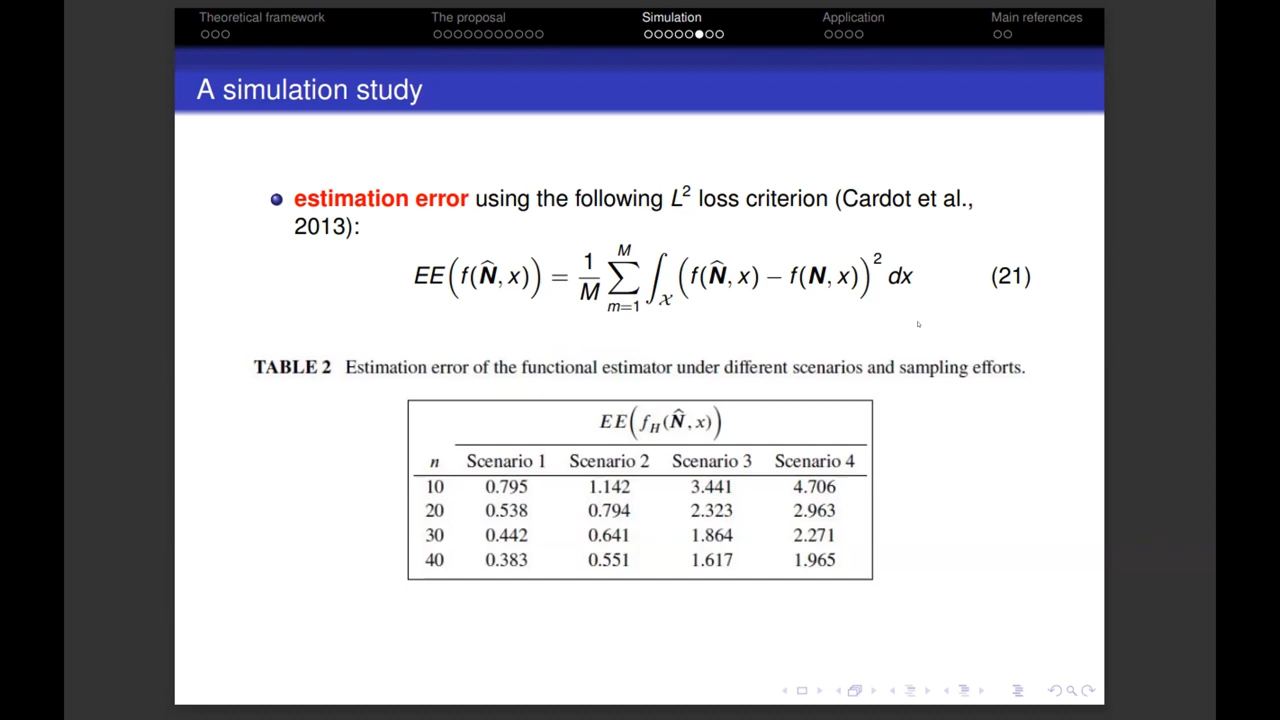 Theoretical framework The proposal Simulation Application Main references
A simulation study
estimation error using the following L² loss criterion (Cardot et al.,
2013):
EE(f(N̂, x)) = 1/M ∑_{m=1}^{M} ∫_𝒳 (f(N̂, x) − f(N, x))² dx (21)
TABLE 2 Estimation error of the functional estimator under different scenarios and sampling efforts.
EE(f_H(N̂, x))
n Scenario 1 Scenario 2 Scenario 3 Scenario 4
10 0.795 1.142 3.441 4.706
20 0.538 0.794 2.323 2.963
30 0.442 0.641 1.864 2.271
40 0.383 0.551 1.617 1.965